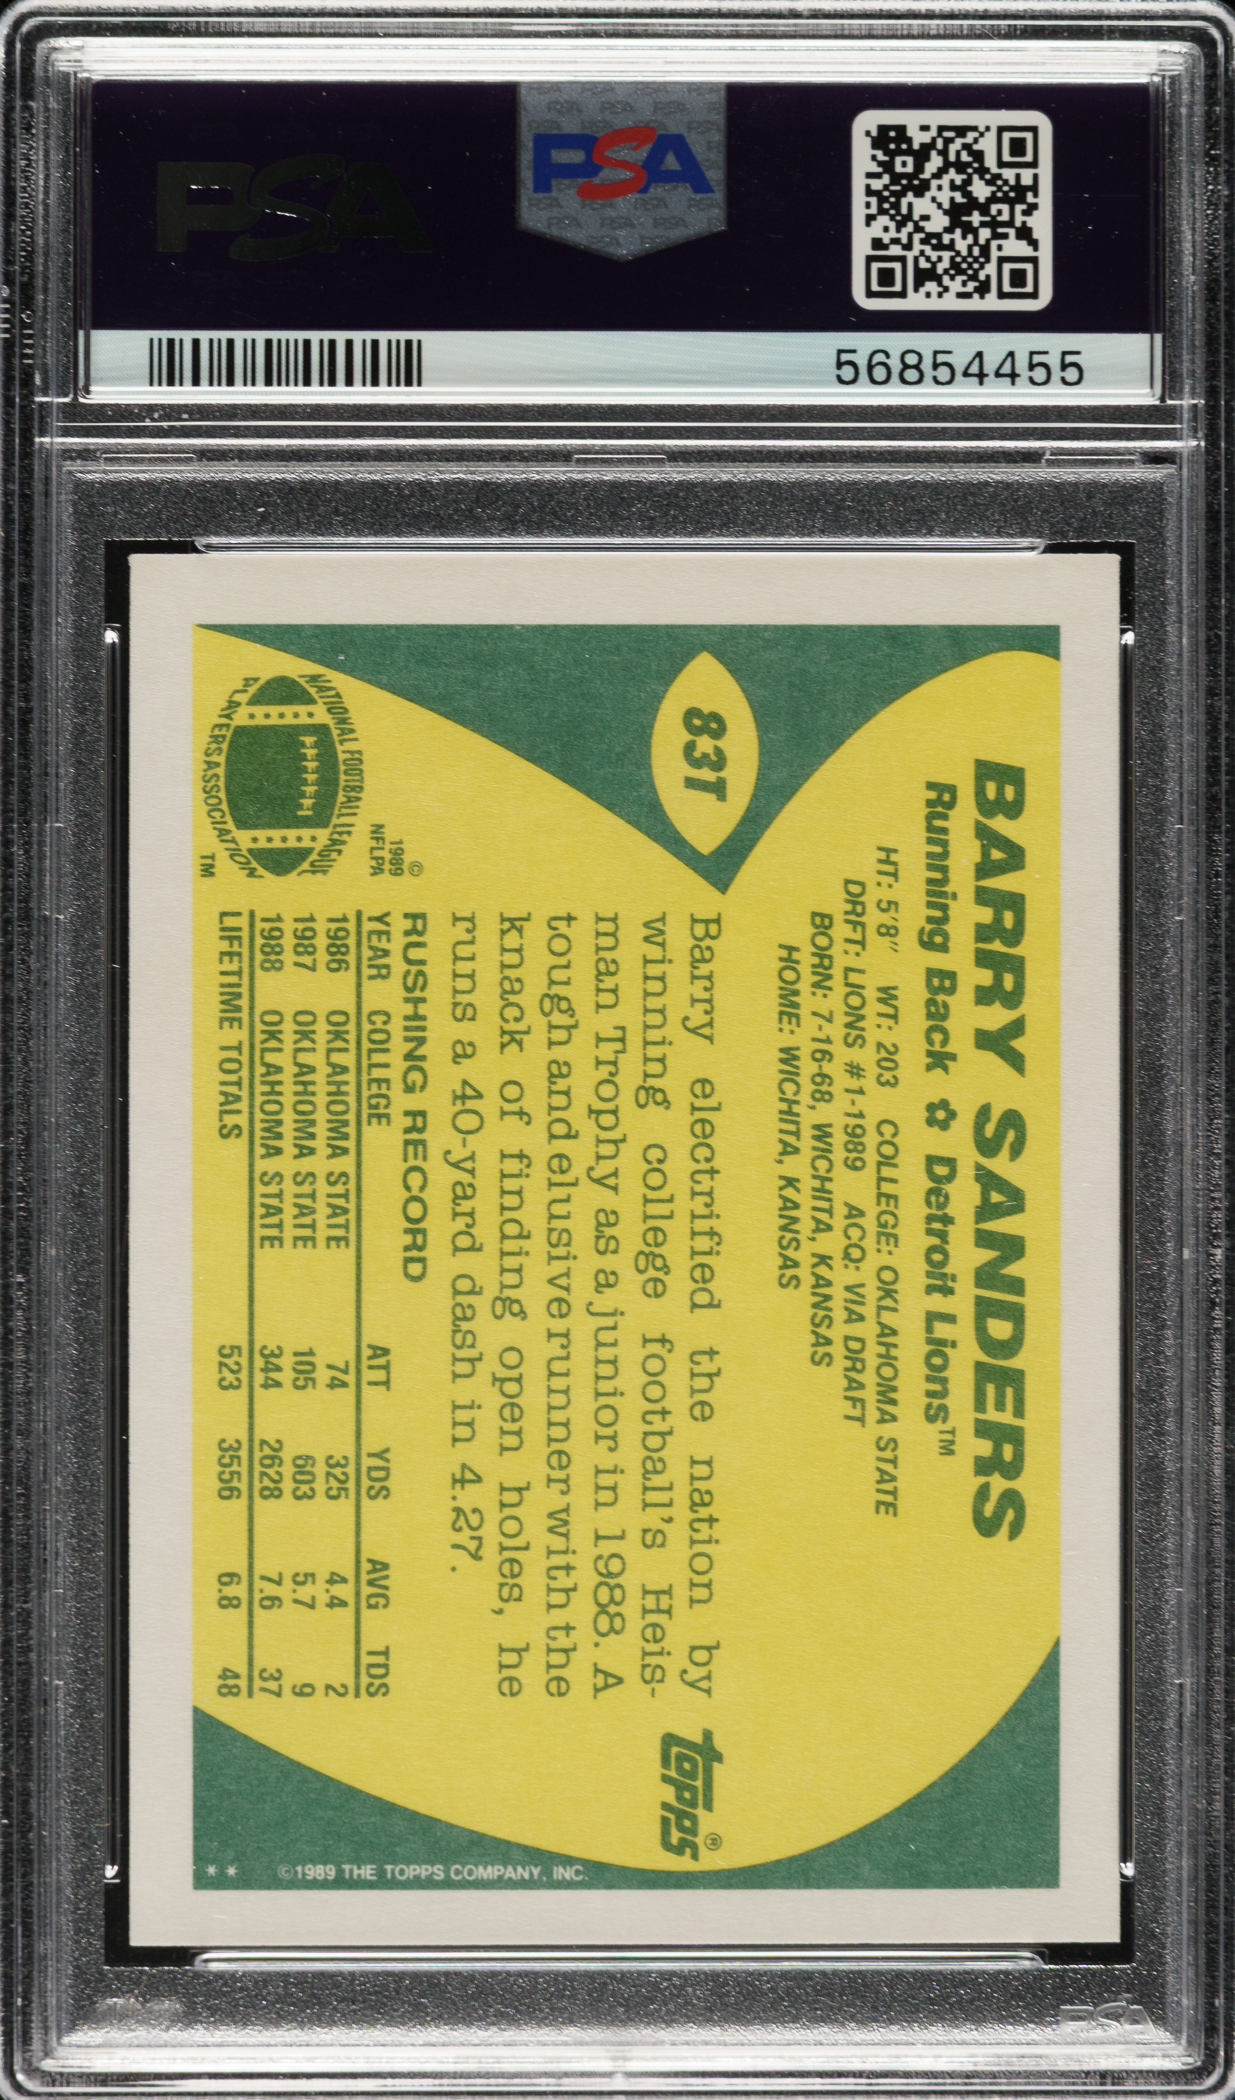 PSA
PSA
56854455
83T
BARRY SANDERS
Running Back ✿ Detroit Lions™
HT: 5'8" WT: 203 COLLEGE: OKLAHOMA STATE
DRFT: LIONS #1-1989 ACQ: VIA DRAFT
BORN: 7-16-68, WICHITA, KANSAS
HOME: WICHITA, KANSAS
Barry electrified the nation by
winning college football's Heis-
man Trophy as a junior in 1988. A
tough and elusive runner with the
knack of finding open holes, he
runs a 40-yard dash in 4.27.
topps®
RUSHING RECORD
YEAR COLLEGE ATT YDS AVG TDS
1986 OKLAHOMA STATE 74 325 4.4 2
1987 OKLAHOMA STATE 105 603 5.7 9
1988 OKLAHOMA STATE 344 2628 7.6 37
LIFETIME TOTALS 523 3556 6.8 48
©
1989
NFLPA
NATIONAL FOOTBALL LEAGUE
PLAYERS ASSOCIATION
TM
©1989 THE TOPPS COMPANY, INC.
* *
PSA